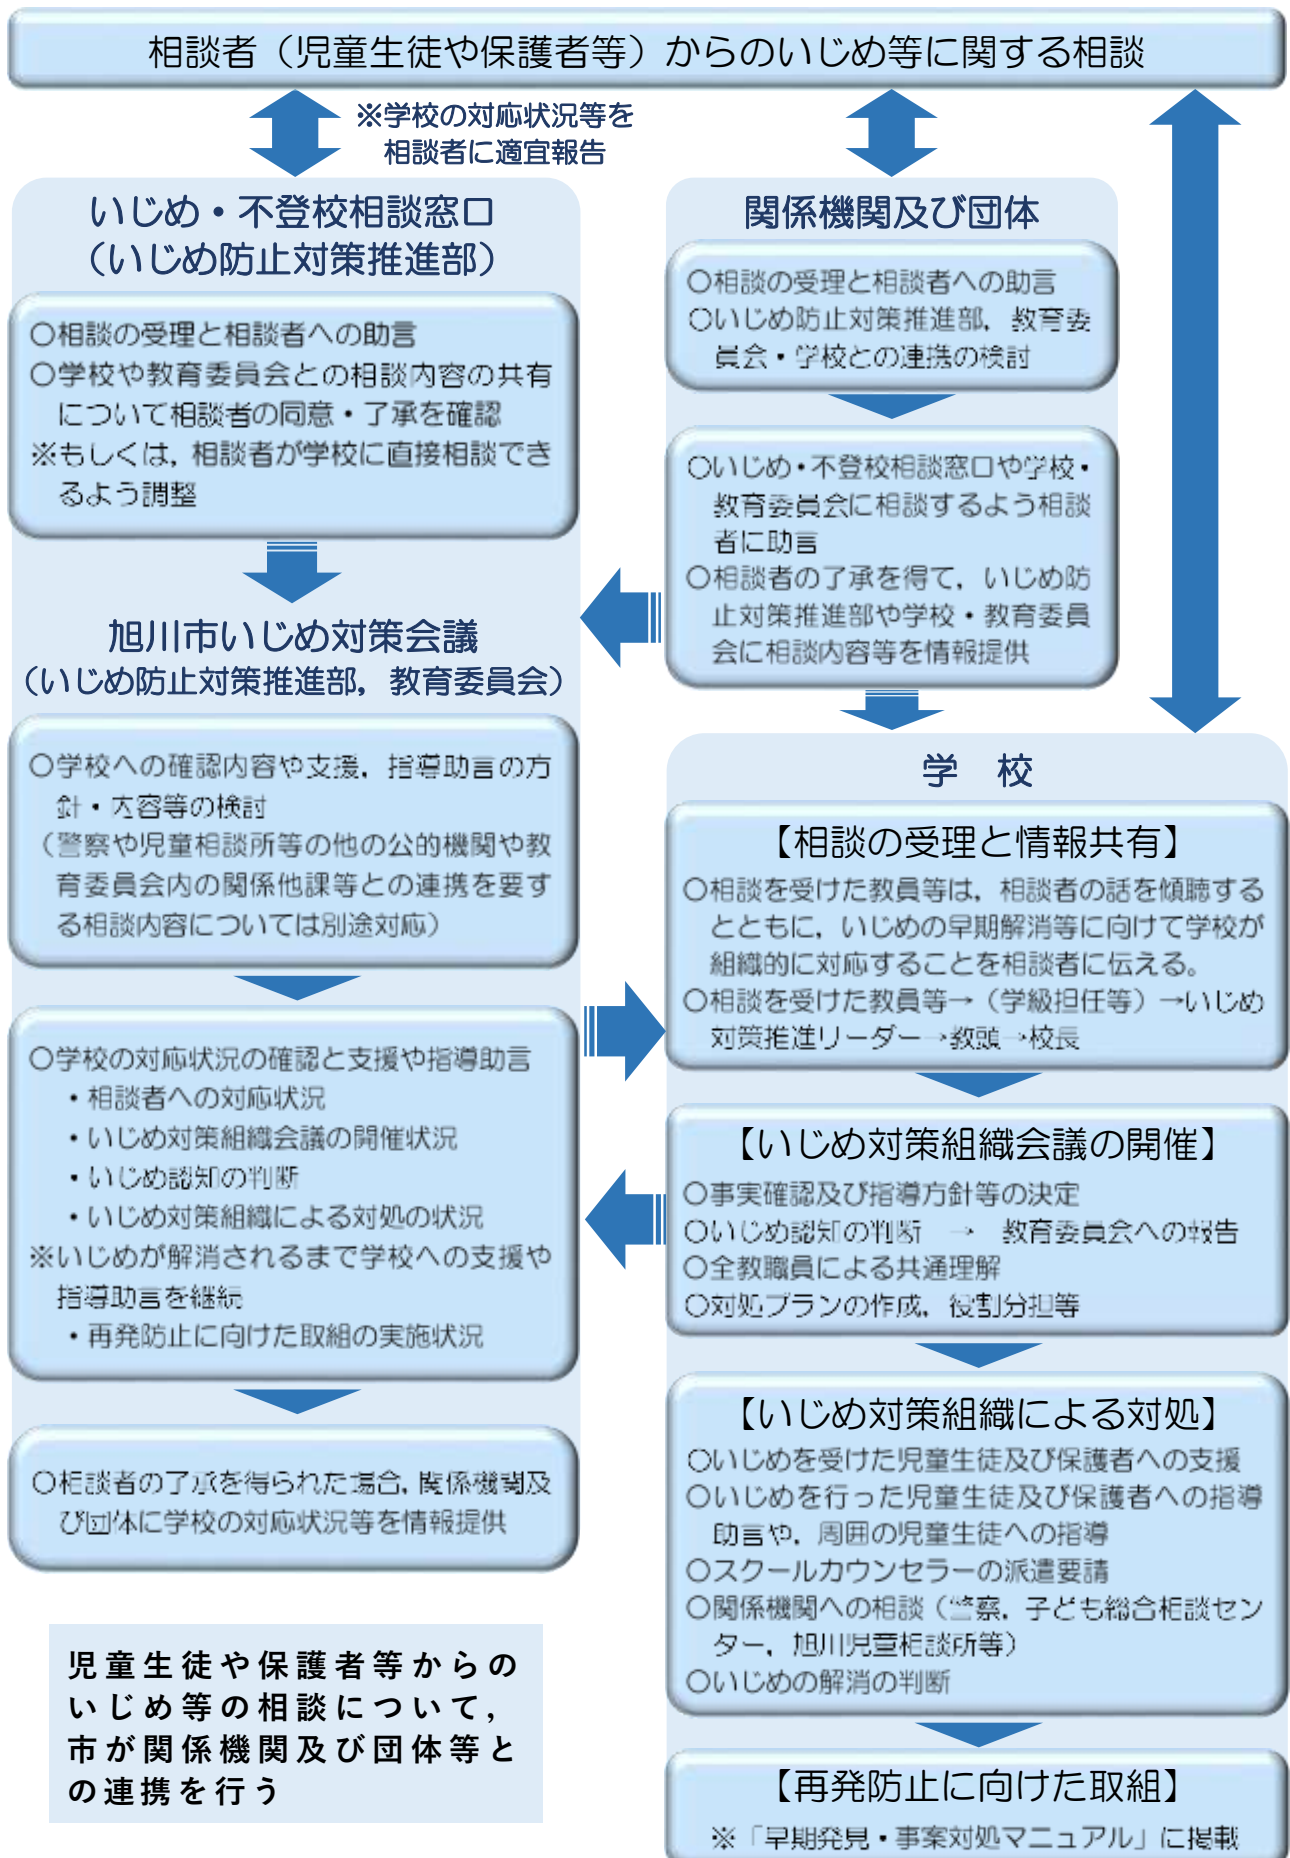 相談者（児童生徒や保護者等）からのいじめ等に関する相談
※学校の対応状況等を
相談者に適宜報告
いじめ・不登校相談窓口
（いじめ防止対策推進部）
○相談の受理と相談者への助言
○学校や教育委員会との相談内容の共有
について相談者の同意・了承を確認
※もしくは，相談者が学校に直接相談でき
るよう調整
旭川市いじめ対策会議
（いじめ防止対策推進部，教育委員会）
○学校への確認内容や支援，指導助言の方
針・内容等の検討
（警察や児童相談所等の他の公的機関や教
育委員会内の関係他課等との連携を要す
る相談内容については別途対応）
○学校の対応状況の確認と支援や指導助言
・相談者への対応状況
・いじめ対策組織会議の開催状況
・いじめ認知の判断
・いじめ対策組織による対処の状況
※いじめが解消されるまで学校への支援や
指導助言を継続
・再発防止に向けた取組の実施状況
○相談者の了承を得られた場合，関係機関及
び団体に学校の対応状況等を情報提供
児童生徒や保護者等からの
いじめ等の相談について，
市が関係機関及び団体等と
の連携を行う
関係機関及び団体
○相談の受理と相談者への助言
○いじめ防止対策推進部，教育委
員会・学校との連携の検討
○いじめ・不登校相談窓口や学校・
教育委員会に相談するよう相談
者に助言
○相談者の了承を得て，いじめ防
止対策推進部や学校・教育委員
会に相談内容等を情報提供
学　校
【相談の受理と情報共有】
○相談を受けた教員等は，相談者の話を傾聴する
とともに，いじめの早期解消等に向けて学校が
組織的に対応することを相談者に伝える。
○相談を受けた教員等→（学級担任等）→いじめ
対策推進リーダー→教頭→校長
【いじめ対策組織会議の開催】
○事実確認及び指導方針等の決定
○いじめ認知の判断　→　教育委員会への報告
○全教職員による共通理解
○対処プランの作成，役割分担等
【いじめ対策組織による対処】
○いじめを受けた児童生徒及び保護者への支援
○いじめを行った児童生徒及び保護者への指導
助言や，周囲の児童生徒への指導
○スクールカウンセラーの派遣要請
○関係機関への相談（警察，子ども総合相談セン
ター，旭川児童相談所等）
○いじめの解消の判断
【再発防止に向けた取組】
※「早期発見・事案対処マニュアル」に掲載